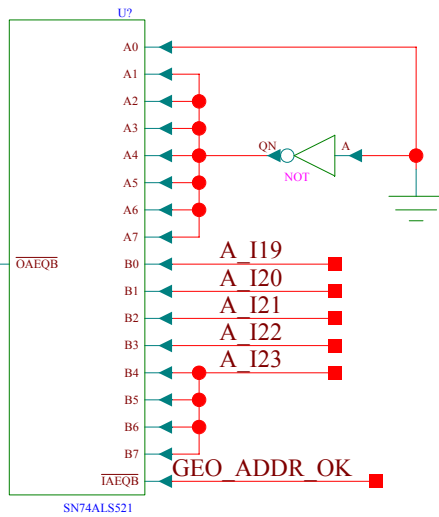 U?
A0
A1
A2
A3
A4
A5
A6
A7
QN
A
NOT
OAEQB
B0
A_I19
B1
A_I20
B2
A_I21
B3
A_I22
B4
A_I23
B5
B6
B7
IAEQB
GEO_ADDR_OK
SN74ALS521